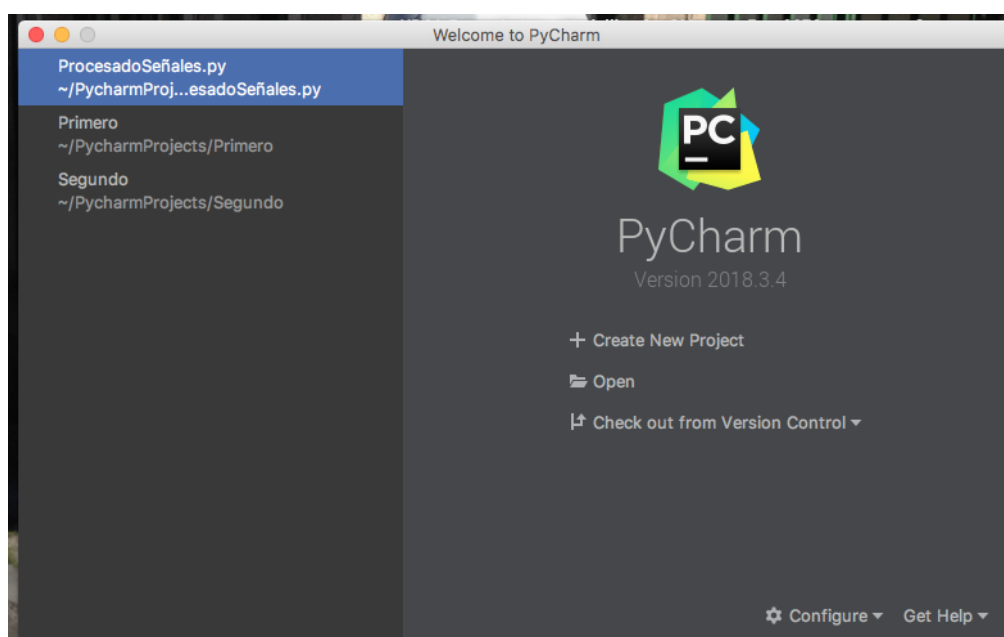 Welcome to PyCharm
ProcesadoSeñales.py
~/PycharmProj...esadoSeñales.py
Primero
~/PycharmProjects/Primero
Segundo
~/PycharmProjects/Segundo
PC
PyCharm
Version 2018.3.4
Create New Project
Open
Check out from Version Control
Configure
Get Help